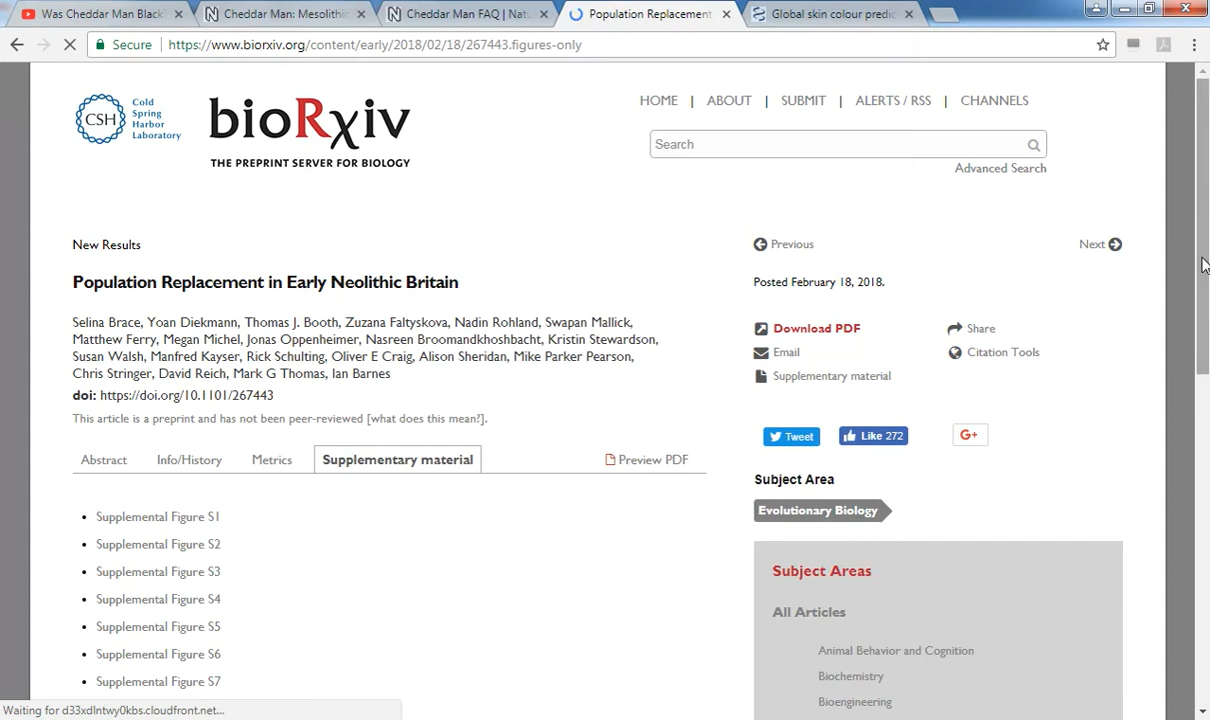 Was Cheddar Man Black
Cheddar Man: Mesolithic
Cheddar Man FAQ | Natu
Population Replacement
Global skin colour predic
Secure
https://www.biorxiv.org/content/early/2018/02/18/267443.figures-only
CSH
Cold
Spring
Harbor
Laboratory
bioRχiv
THE PREPRINT SERVER FOR BIOLOGY
HOME | ABOUT | SUBMIT | ALERTS / RSS | CHANNELS
Search
Advanced Search
New Results
Previous
Next
Population Replacement in Early Neolithic Britain
Posted February 18, 2018.
Selina Brace, Yoan Diekmann, Thomas J. Booth, Zuzana Faltyskova, Nadin Rohland, Swapan Mallick,
Matthew Ferry, Megan Michel, Jonas Oppenheimer, Nasreen Broomandkhoshbacht, Kristin Stewardson,
Susan Walsh, Manfred Kayser, Rick Schulting, Oliver E Craig, Alison Sheridan, Mike Parker Pearson,
Chris Stringer, David Reich, Mark G Thomas, Ian Barnes
doi: https://doi.org/10.1101/267443
This article is a preprint and has not been peer-reviewed [what does this mean?].
Download PDF
Share
Email
Citation Tools
Supplementary material
Tweet
Like 272
G+
Abstract
Info/History
Metrics
Supplementary material
Preview PDF
Subject Area
Evolutionary Biology
Supplemental Figure S1
Supplemental Figure S2
Supplemental Figure S3
Supplemental Figure S4
Supplemental Figure S5
Supplemental Figure S6
Supplemental Figure S7
Subject Areas
All Articles
Animal Behavior and Cognition
Biochemistry
Bioengineering
Waiting for d33xdlntwy0kbs.cloudfront.net...